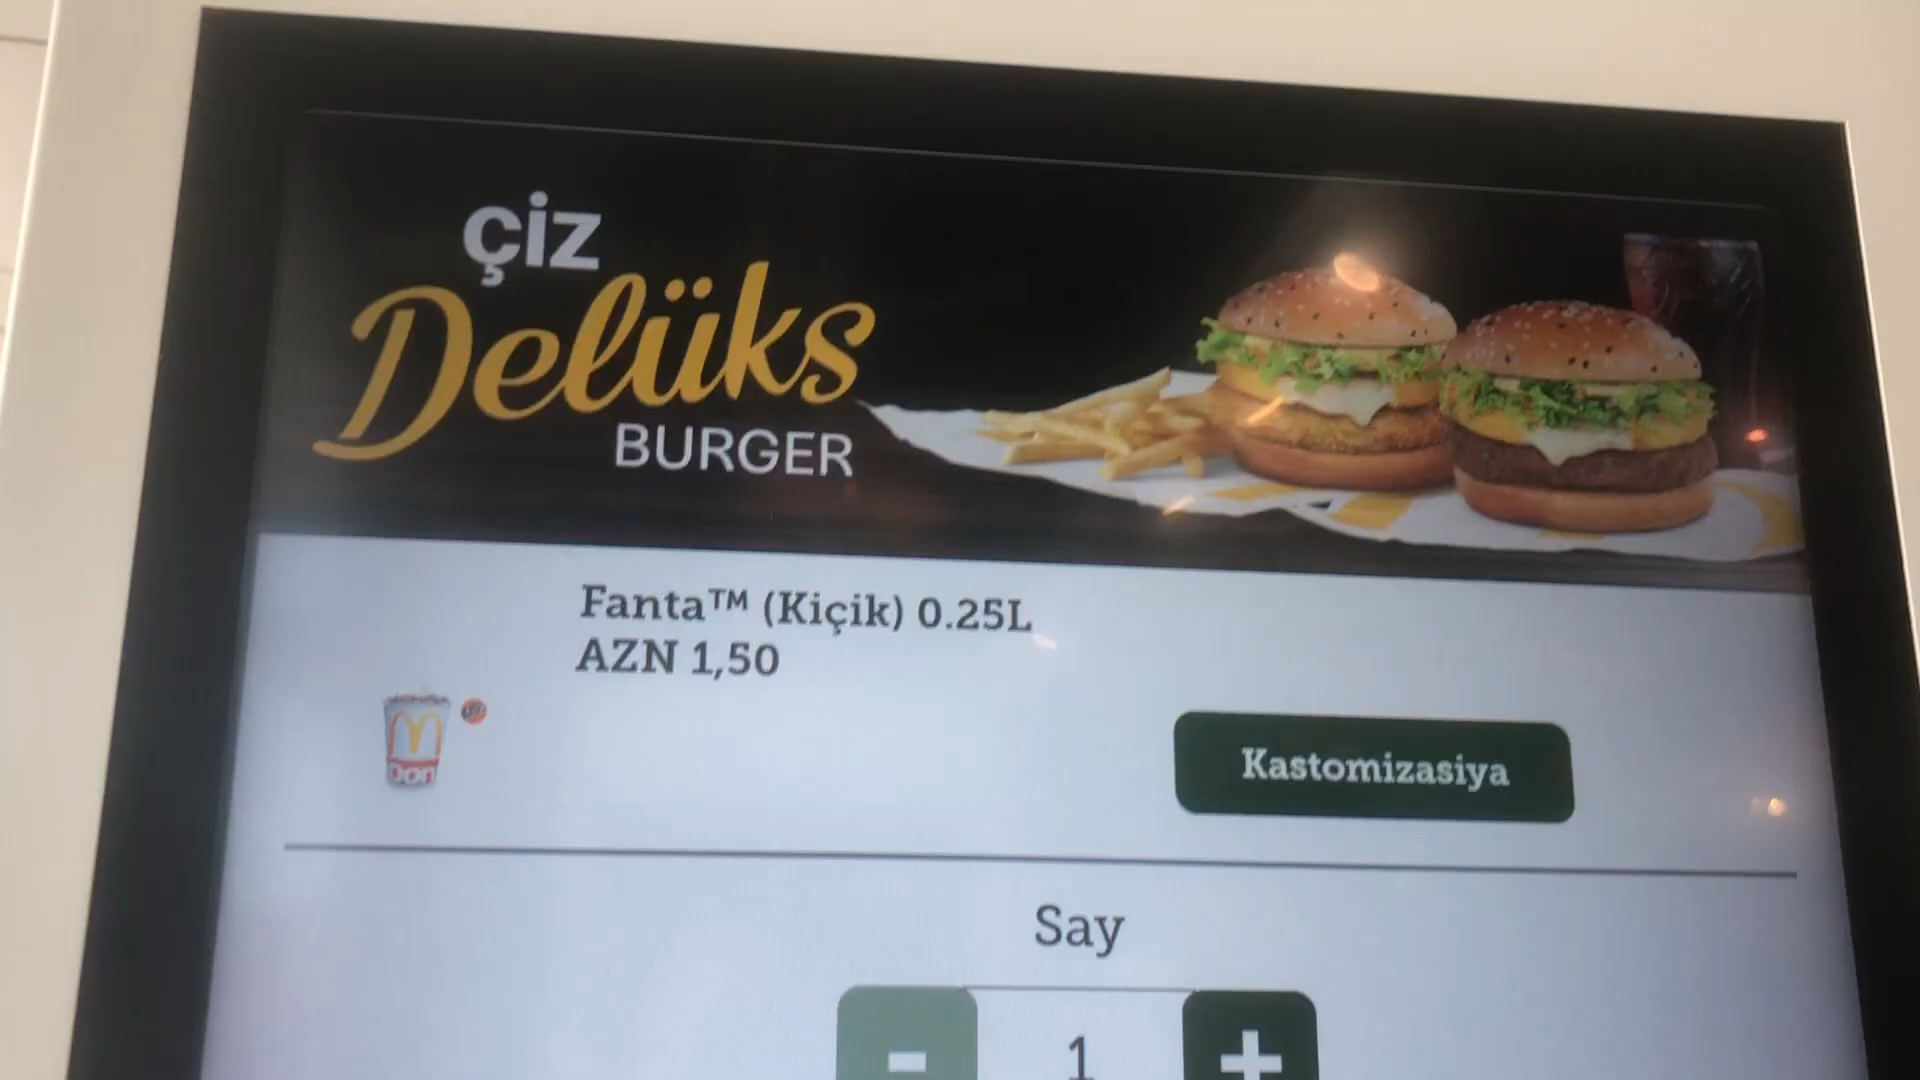 çiz
Delüks
BURGER
Fanta™ (Kiçik) 0.25L
AZN 1,50
Kastomizasiya
Say
- 1 +